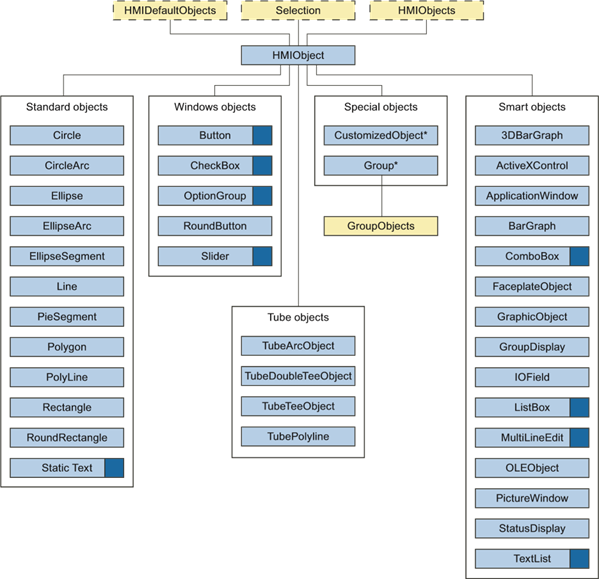 HMIDefaultObjects
Selection
HMIObjects
HMIObject
Standard objects
Circle
CircleArc
Ellipse
EllipseArc
EllipseSegment
Line
PieSegment
Polygon
PolyLine
Rectangle
RoundRectangle
Static Text
Windows objects
Button
CheckBox
OptionGroup
RoundButton
Slider
Special objects
CustomizedObject*
Group*
GroupObjects
Tube objects
TubeArcObject
TubeDoubleTeeObject
TubeTeeObject
TubePolyline
Smart objects
3DBarGraph
ActiveXControl
ApplicationWindow
BarGraph
ComboBox
FaceplateObject
GraphicObject
GroupDisplay
IOField
ListBox
MultiLineEdit
OLEObject
PictureWindow
StatusDisplay
TextList